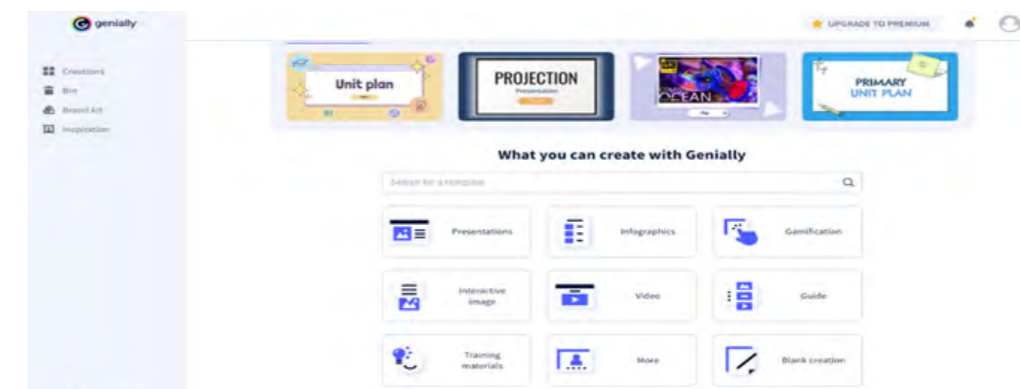 genially
UPGRADE TO PREMIUM
Creations
Bin
Brand kit
Inspiration
Unit plan
PROJECTION
Presentation
OCEAN
PRIMARY
UNIT PLAN
What you can create with Genially
Search for a template
Presentations
Infographics
Gamification
Interactive
image
Video
Guide
Training
materials
More
Blank creation